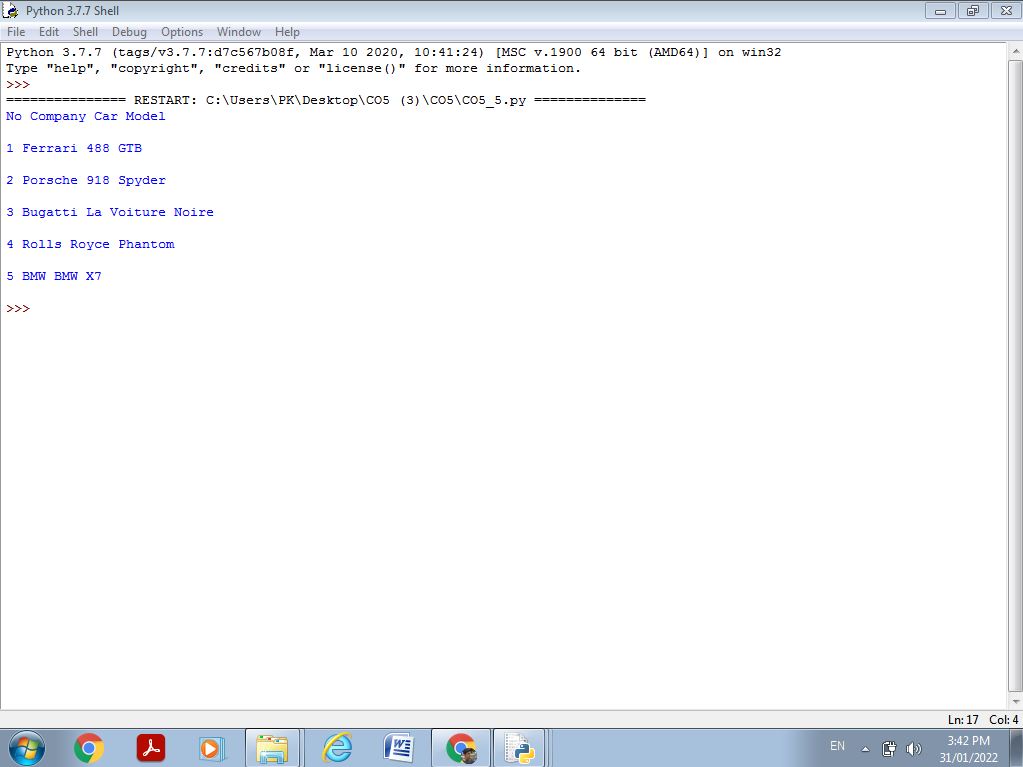 Python 3.7.7 Shell
File Edit Shell Debug Options Window Help
Python 3.7.7 (tags/v3.7.7:d7c567b08f, Mar 10 2020, 10:41:24) [MSC v.1900 64 bit (AMD64)] on win32
Type "help", "copyright", "credits" or "license()" for more information.
>>>
=============== RESTART: C:\Users\PK\Desktop\CO5 (3)\CO5\CO5_5.py ==============
No Company Car Model
1 Ferrari 488 GTB
2 Porsche 918 Spyder
3 Bugatti La Voiture Noire
4 Rolls Royce Phantom
5 BMW BMW X7
>>>
Ln: 17 Col: 4
EN
3:42 PM
31/01/2022